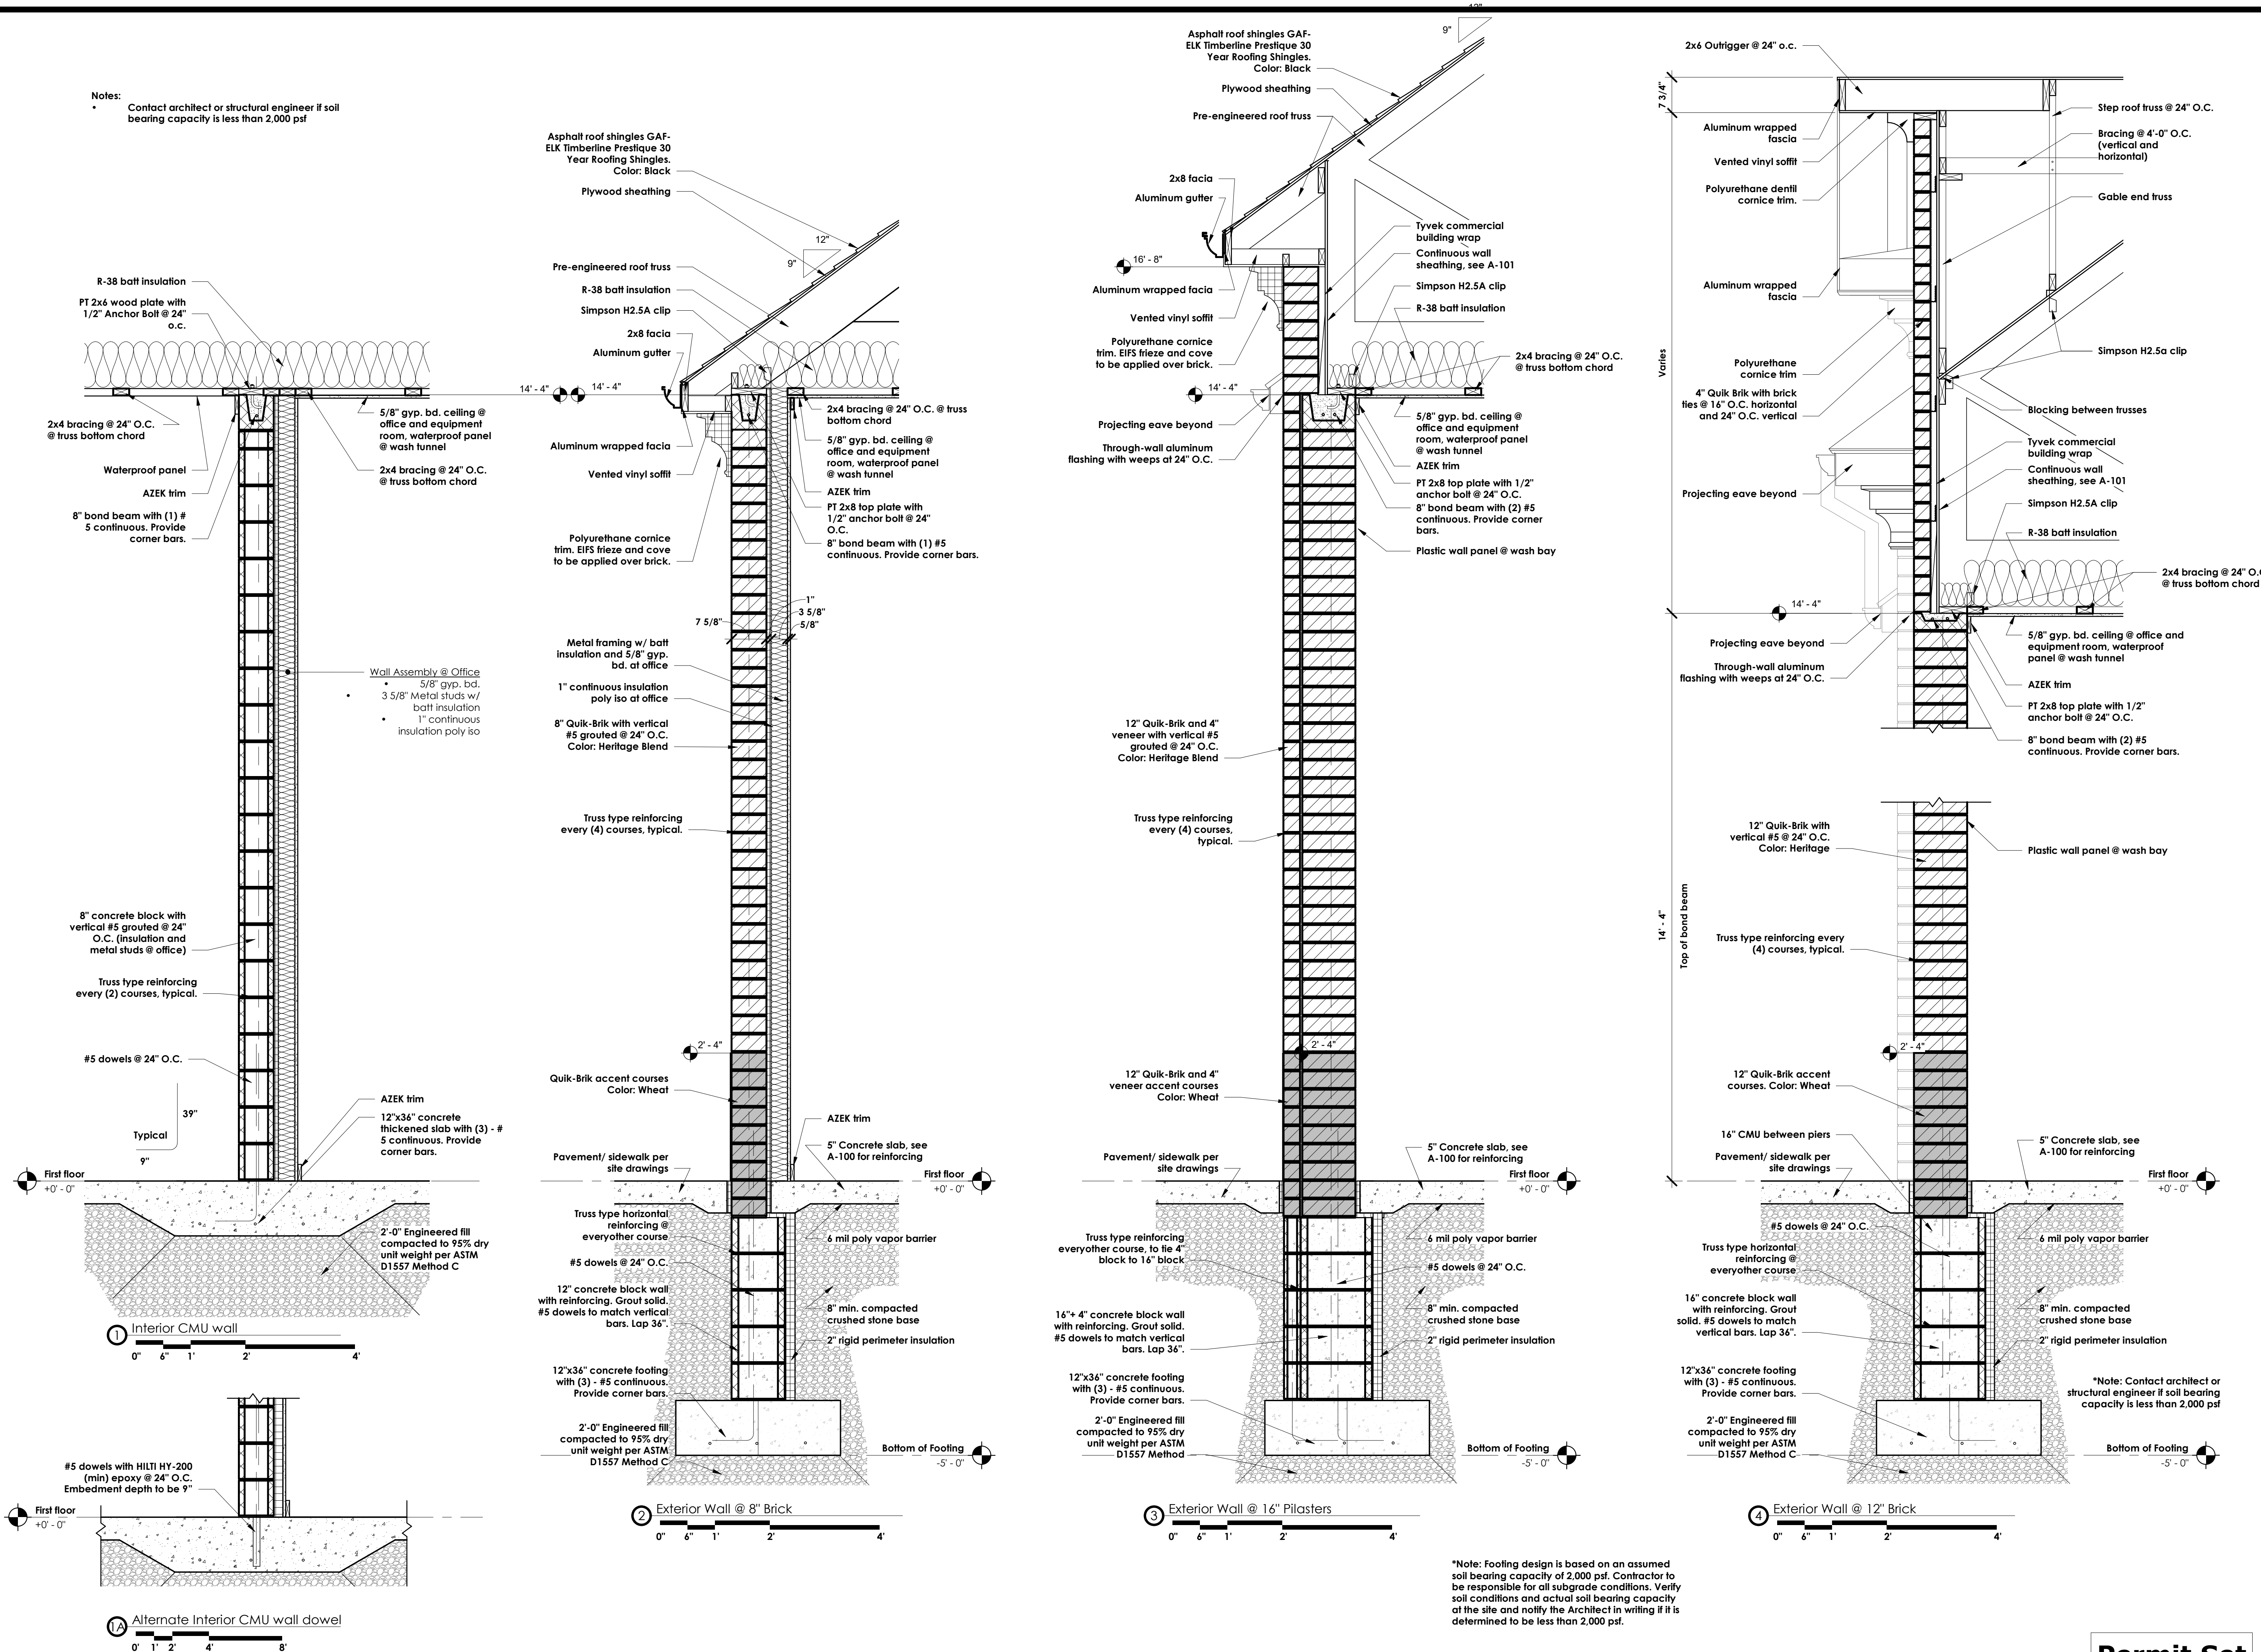 Notes:
• Contact architect or structural engineer if soil
bearing capacity is less than 2,000 psf
R-38 batt insulation
PT 2x6 wood plate with
1/2" Anchor Bolt @ 24"
o.c.
2x4 bracing @ 24" O.C.
@ truss bottom chord
Waterproof panel
AZEK trim
8" bond beam with (1) #
5 continuous. Provide
corner bars.
5/8" gyp. bd. ceiling @
office and equipment
room, waterproof panel
@ wash tunnel
2x4 bracing @ 24" O.C.
@ truss bottom chord
Wall Assembly @ Office
• 5/8" gyp. bd.
• 3 5/8" Metal studs w/
batt insulation
• 1" continuous
insulation poly iso
8" concrete block with
vertical #5 grouted @ 24"
O.C. (insulation and
metal studs @ office)
Truss type reinforcing
every (2) courses, typical.
#5 dowels @ 24" O.C.
39"
Typical
9"
AZEK trim
12"x36" concrete
thickened slab with (3) - #
5 continuous. Provide
corner bars.
First floor
+0' - 0"
2'-0" Engineered fill
compacted to 95% dry
unit weight per ASTM
D1557 Method C
1 Interior CMU wall
0" 6" 1' 2' 4'
#5 dowels with HILTI HY-200
(min) epoxy @ 24" O.C.
Embedment depth to be 9"
First floor
+0' - 0"
1A Alternate Interior CMU wall dowel
0' 1' 2' 4' 8'
Asphalt roof shingles GAF-
ELK Timberline Prestique 30
Year Roofing Shingles.
Color: Black
Plywood sheathing
12"
9"
Pre-engineered roof truss
R-38 batt insulation
Simpson H2.5A clip
2x8 facia
Aluminum gutter
14' - 4" 14' - 4"
Aluminum wrapped facia
Vented vinyl soffit
Polyurethane cornice
trim. EIFS frieze and cove
to be applied over brick.
2x4 bracing @ 24" O.C. @ truss
bottom chord
5/8" gyp. bd. ceiling @
office and equipment
room, waterproof panel
@ wash tunnel
AZEK trim
PT 2x8 top plate with
1/2" anchor bolt @ 24"
O.C.
8" bond beam with (1) #5
continuous. Provide corner bars.
1"
3 5/8"
7 5/8"
5/8"
Metal framing w/ batt
insulation and 5/8" gyp.
bd. at office
1" continuous insulation
poly iso at office
8" Quik-Brik with vertical
#5 grouted @ 24" O.C.
Color: Heritage Blend
Truss type reinforcing
every (4) courses, typical.
2' - 4"
Quik-Brik accent courses
Color: Wheat
AZEK trim
5" Concrete slab, see
A-100 for reinforcing
Pavement/ sidewalk per
site drawings
First floor
+0' - 0"
Truss type horizontal
reinforcing @
everyother course
6 mil poly vapor barrier
#5 dowels @ 24" O.C.
12" concrete block wall
with reinforcing. Grout solid.
#5 dowels to match vertical
bars. Lap 36".
8" min. compacted
crushed stone base
2" rigid perimeter insulation
12"x36" concrete footing
with (3) - #5 continuous.
Provide corner bars.
2'-0" Engineered fill
compacted to 95% dry
unit weight per ASTM
D1557 Method C
Bottom of Footing
-5' - 0"
2 Exterior Wall @ 8" Brick
0" 6" 1' 2' 4'
12"
9"
Asphalt roof shingles GAF-
ELK Timberline Prestique 30
Year Roofing Shingles.
Color: Black
Plywood sheathing
Pre-engineered roof truss
2x8 facia
Aluminum gutter
16' - 8"
Aluminum wrapped facia
Vented vinyl soffit
Polyurethane cornice
trim. EIFS frieze and cove
to be applied over brick.
14' - 4"
Projecting eave beyond
Through-wall aluminum
flashing with weeps at 24" O.C.
Tyvek commercial
building wrap
Continuous wall
sheathing, see A-101
Simpson H2.5A clip
R-38 batt insulation
2x4 bracing @ 24" O.C.
@ truss bottom chord
5/8" gyp. bd. ceiling @
office and equipment
room, waterproof panel
@ wash tunnel
AZEK trim
PT 2x8 top plate with 1/2"
anchor bolt @ 24" O.C.
8" bond beam with (2) #5
continuous. Provide corner
bars.
Plastic wall panel @ wash bay
12" Quik-Brik and 4"
veneer with vertical #5
grouted @ 24" O.C.
Color: Heritage Blend
Truss type reinforcing
every (4) courses,
typical.
2' - 4"
12" Quik-Brik and 4"
veneer accent courses
Color: Wheat
5" Concrete slab, see
A-100 for reinforcing
Pavement/ sidewalk per
site drawings
First floor
+0' - 0"
Truss type reinforcing
everyother course, to tie 4"
block to 16" block
6 mil poly vapor barrier
#5 dowels @ 24" O.C.
16"+ 4" concrete block wall
with reinforcing. Grout solid.
#5 dowels to match vertical
bars. Lap 36".
8" min. compacted
crushed stone base
2" rigid perimeter insulation
12"x36" concrete footing
with (3) - #5 continuous.
Provide corner bars.
2'-0" Engineered fill
compacted to 95% dry
unit weight per ASTM
D1557 Method
Bottom of Footing
-5' - 0"
3 Exterior Wall @ 16" Pilasters
0" 6" 1' 2' 4'
*Note: Footing design is based on an assumed
soil bearing capacity of 2,000 psf. Contractor to
be responsible for all subgrade conditions. Verify
soil conditions and actual soil bearing capacity
at the site and notify the Architect in writing if it is
determined to be less than 2,000 psf.
2x6 Outrigger @ 24" o.c.
7 3/4"
Aluminum wrapped
fascia
Vented vinyl soffit
Polyurethane dentil
cornice trim.
Aluminum wrapped
fascia
Varies
Polyurethane
cornice trim
4" Quik Brik with brick
ties @ 16" O.C. horizontal
and 24" O.C. vertical
Projecting eave beyond
14' - 4"
Projecting eave beyond
Through-wall aluminum
flashing with weeps at 24" O.C.
Step roof truss @ 24" O.C.
Bracing @ 4'-0" O.C.
(vertical and
horizontal)
Gable end truss
Simpson H2.5a clip
Blocking between trusses
Tyvek commercial
building wrap
Continuous wall
sheathing, see A-101
Simpson H2.5A clip
R-38 batt insulation
2x4 bracing @ 24" O.
@ truss bottom chord
5/8" gyp. bd. ceiling @ office and
equipment room, waterproof
panel @ wash tunnel
AZEK trim
PT 2x8 top plate with 1/2"
anchor bolt @ 24" O.C.
8" bond beam with (2) #5
continuous. Provide corner bars.
12" Quik-Brik with
vertical #5 @ 24" O.C.
Color: Heritage
Plastic wall panel @ wash bay
14' - 4"
Top of bond beam
Truss type reinforcing every
(4) courses, typical.
2' - 4"
12" Quik-Brik accent
courses. Color: Wheat
16" CMU between piers
5" Concrete slab, see
A-100 for reinforcing
Pavement/ sidewalk per
site drawings
First floor
+0' - 0"
#5 dowels @ 24" O.C.
6 mil poly vapor barrier
Truss type horizontal
reinforcing @
everyother course
16" concrete block wall
with reinforcing. Grout
solid. #5 dowels to match
vertical bars. Lap 36".
8" min. compacted
crushed stone base
2" rigid perimeter insulation
12"x36" concrete footing
with (3) - #5 continuous.
Provide corner bars.
*Note: Contact architect or
structural engineer if soil bearing
capacity is less than 2,000 psf
2'-0" Engineered fill
compacted to 95% dry
unit weight per ASTM
D1557 Method C
Bottom of Footing
-5' - 0"
4 Exterior Wall @ 12" Brick
0" 6" 1' 2' 4'
Permit Set